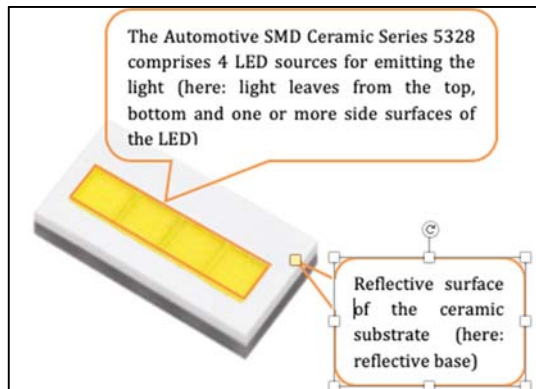 The Automotive SMD Ceramic Series 5328
comprises 4 LED sources for emitting the
light (here: light leaves from the top,
bottom and one or more side surfaces of
the LED)
Reflective surface
of the ceramic
substrate (here:
reflective base)